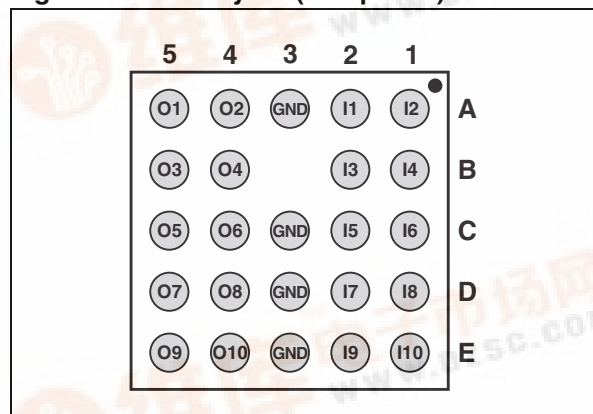 5 4 3 2 1
O1 O2 GND I1 I2 A
O3 O4 I3 I4 B
O5 O6 GND I5 I6 C
O7 O8 GND I7 I8 D
O9 O10 GND I9 I10 E